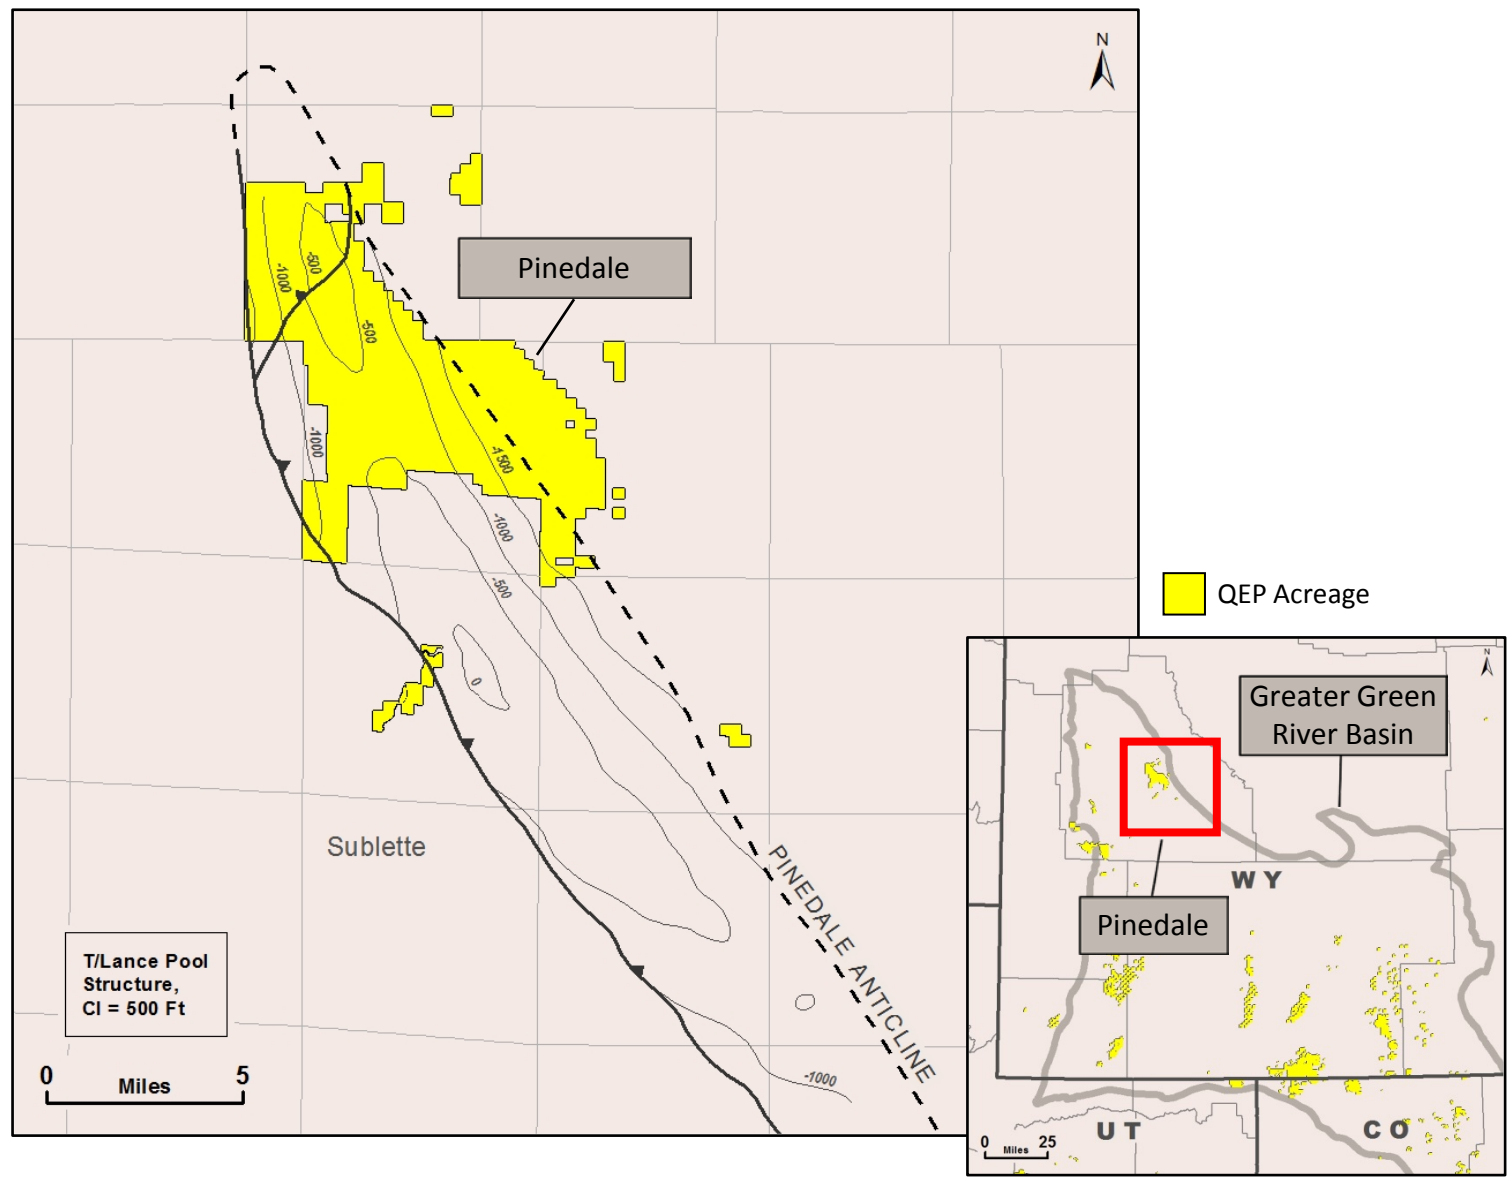 N
Pinedale
-500
-1000
-500
-1000
-1500
-1000
-500
0
Sublette
PINEDALE ANTICLINE
-1000
T/Lance Pool
Structure,
CI = 500 Ft
0 5
Miles
QEP Acreage
N
Greater Green
River Basin
WY
Pinedale
UT
CO
0 25
Miles